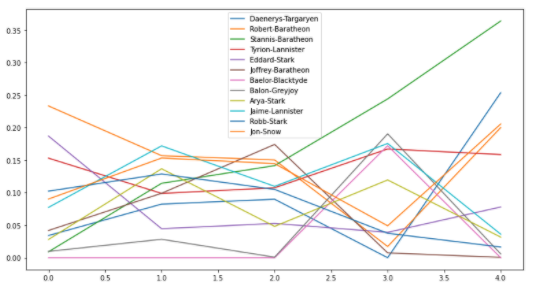 Daenerys-Targaryen
Robert-Baratheon
Stannis-Baratheon
Tyrion-Lannister
Eddard-Stark
Joffrey-Baratheon
Baelor-Blacktyde
Balon-Greyjoy
Arya-Stark
Jaime-Lannister
Robb-Stark
Jon-Snow
0.35
0.30
0.25
0.20
0.15
0.10
0.05
0.00
0.0 0.5 1.0 1.5 2.0 2.5 3.0 3.5 4.0